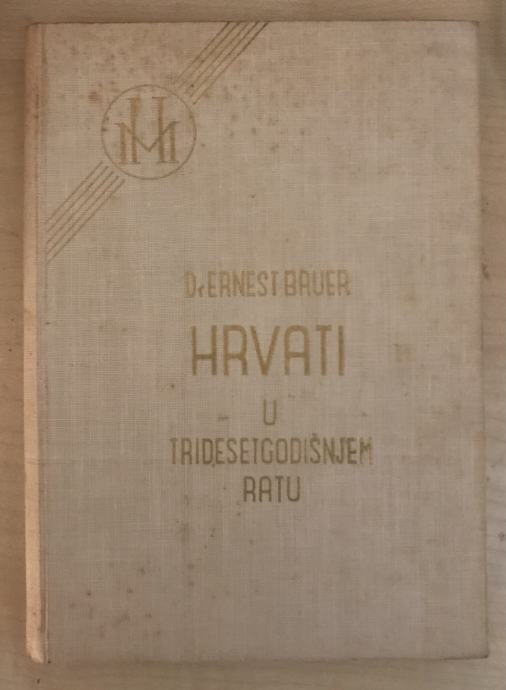 Dr ERNEST BAUER
HRVATI
U
TRIDESETGODIŠNJEM
RATU